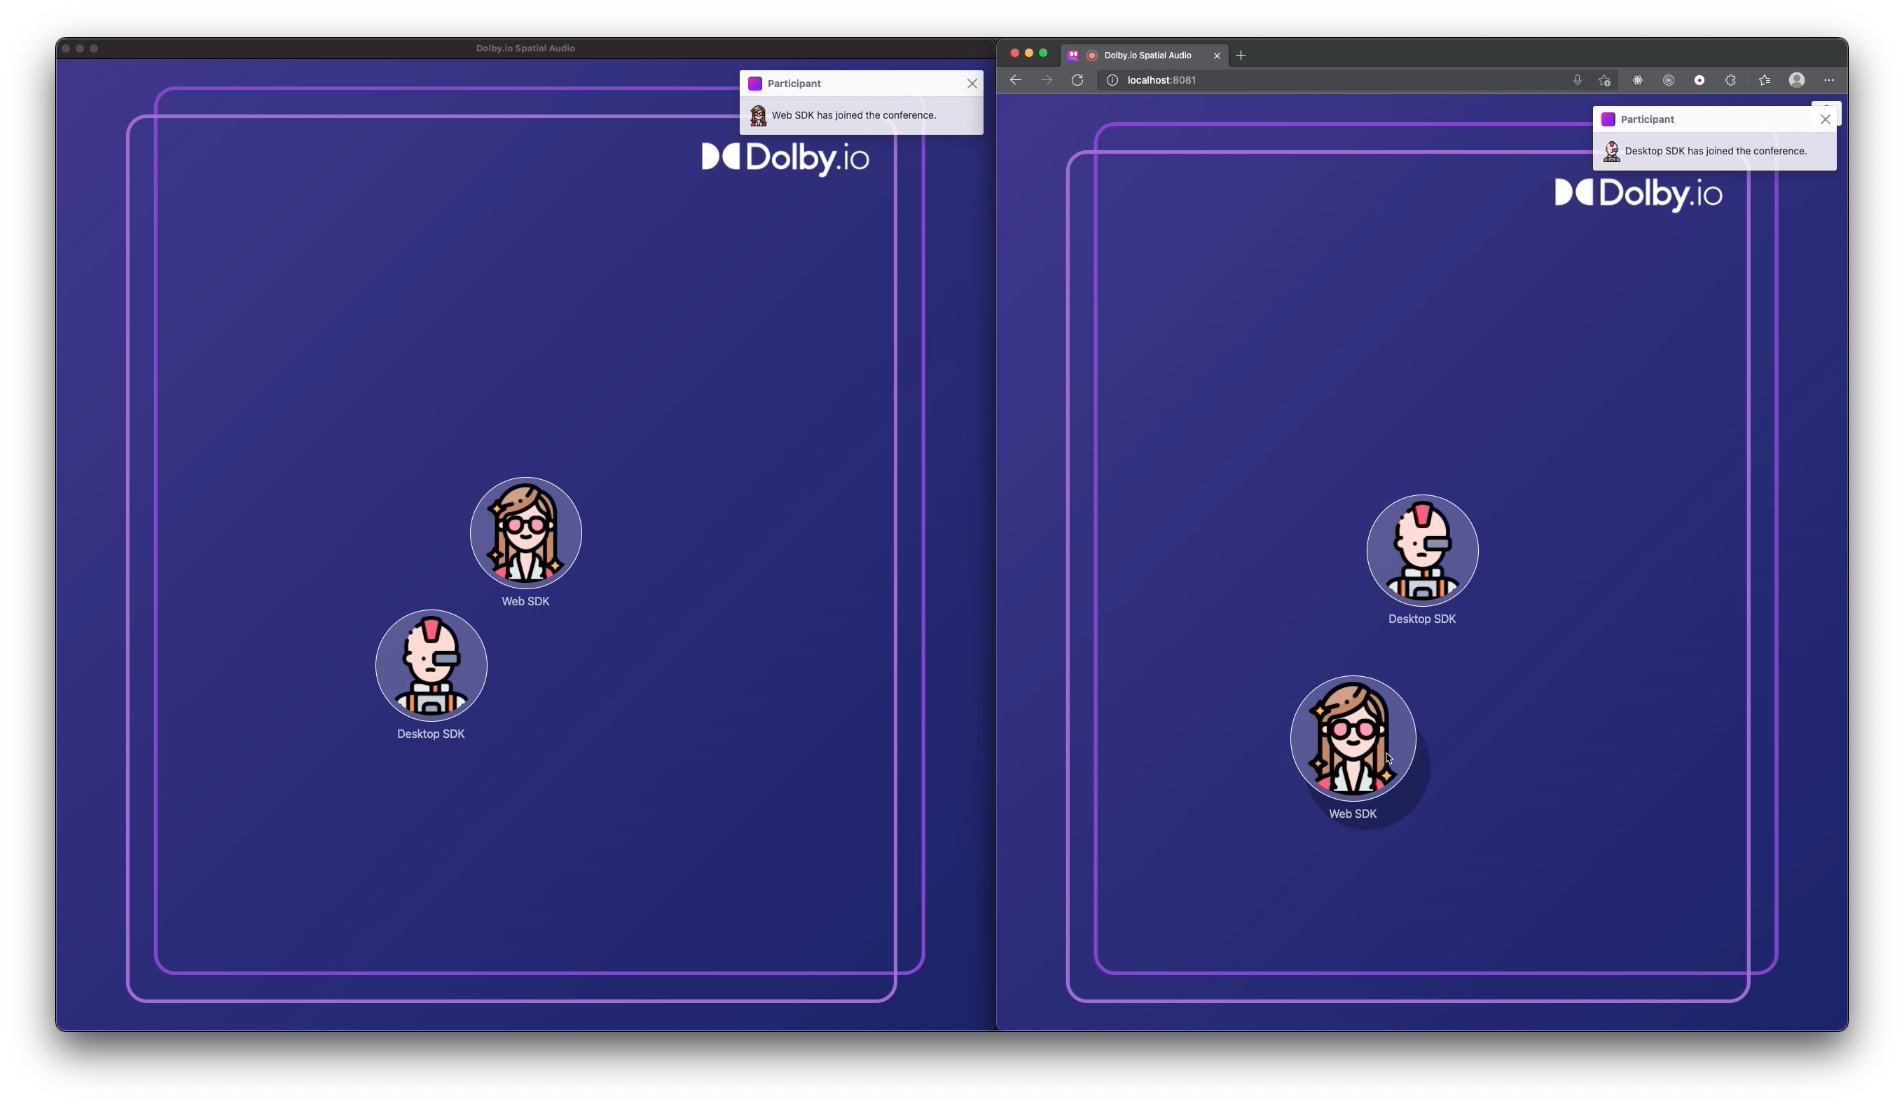 Dolby.io Spatial Audio
Participant
Web SDK has joined the conference.
Dolby.io
Web SDK
Desktop SDK
Dolby.io Spatial Audio
localhost:8081
Participant
Desktop SDK has joined the conference.
Dolby.io
Desktop SDK
Web SDK